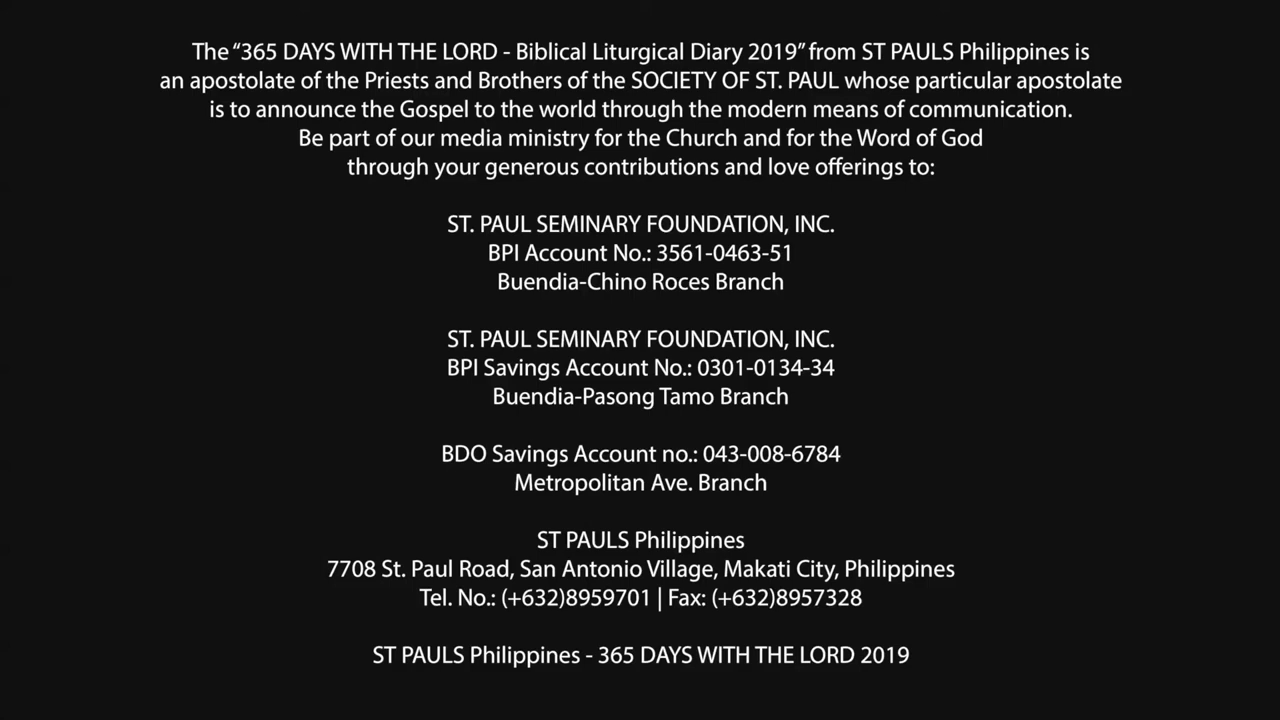 The “365 DAYS WITH THE LORD - Biblical Liturgical Diary 2019” from ST PAULS Philippines is
an apostolate of the Priests and Brothers of the SOCIETY OF ST. PAUL whose particular apostolate
is to announce the Gospel to the world through the modern means of communication.
Be part of our media ministry for the Church and for the Word of God
through your generous contributions and love offerings to:
ST. PAUL SEMINARY FOUNDATION, INC.
BPI Account No.: 3561-0463-51
Buendia-Chino Roces Branch
ST. PAUL SEMINARY FOUNDATION, INC.
BPI Savings Account No.: 0301-0134-34
Buendia-Pasong Tamo Branch
BDO Savings Account no.: 043-008-6784
Metropolitan Ave. Branch
ST PAULS Philippines
7708 St. Paul Road, San Antonio Village, Makati City, Philippines
Tel. No.: (+632)8959701 | Fax: (+632)8957328
ST PAULS Philippines - 365 DAYS WITH THE LORD 2019